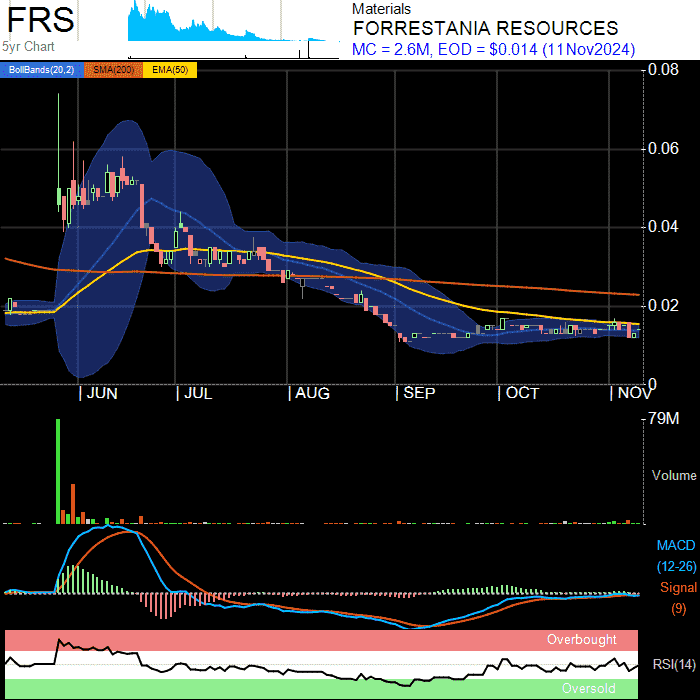 FRS
5yr Chart
Materials
FORRESTANIA RESOURCES
MC = 2.6M, EOD = $0.014 (11Nov2024)
BollBands(20,2) SMA(200) EMA(50)
0.08
0.06
0.04
0.02
0
JUN JUL AUG SEP OCT NOV
79M
Volume
MACD
(12-26)
Signal
(9)
Overbought
RSI(14)
Oversold